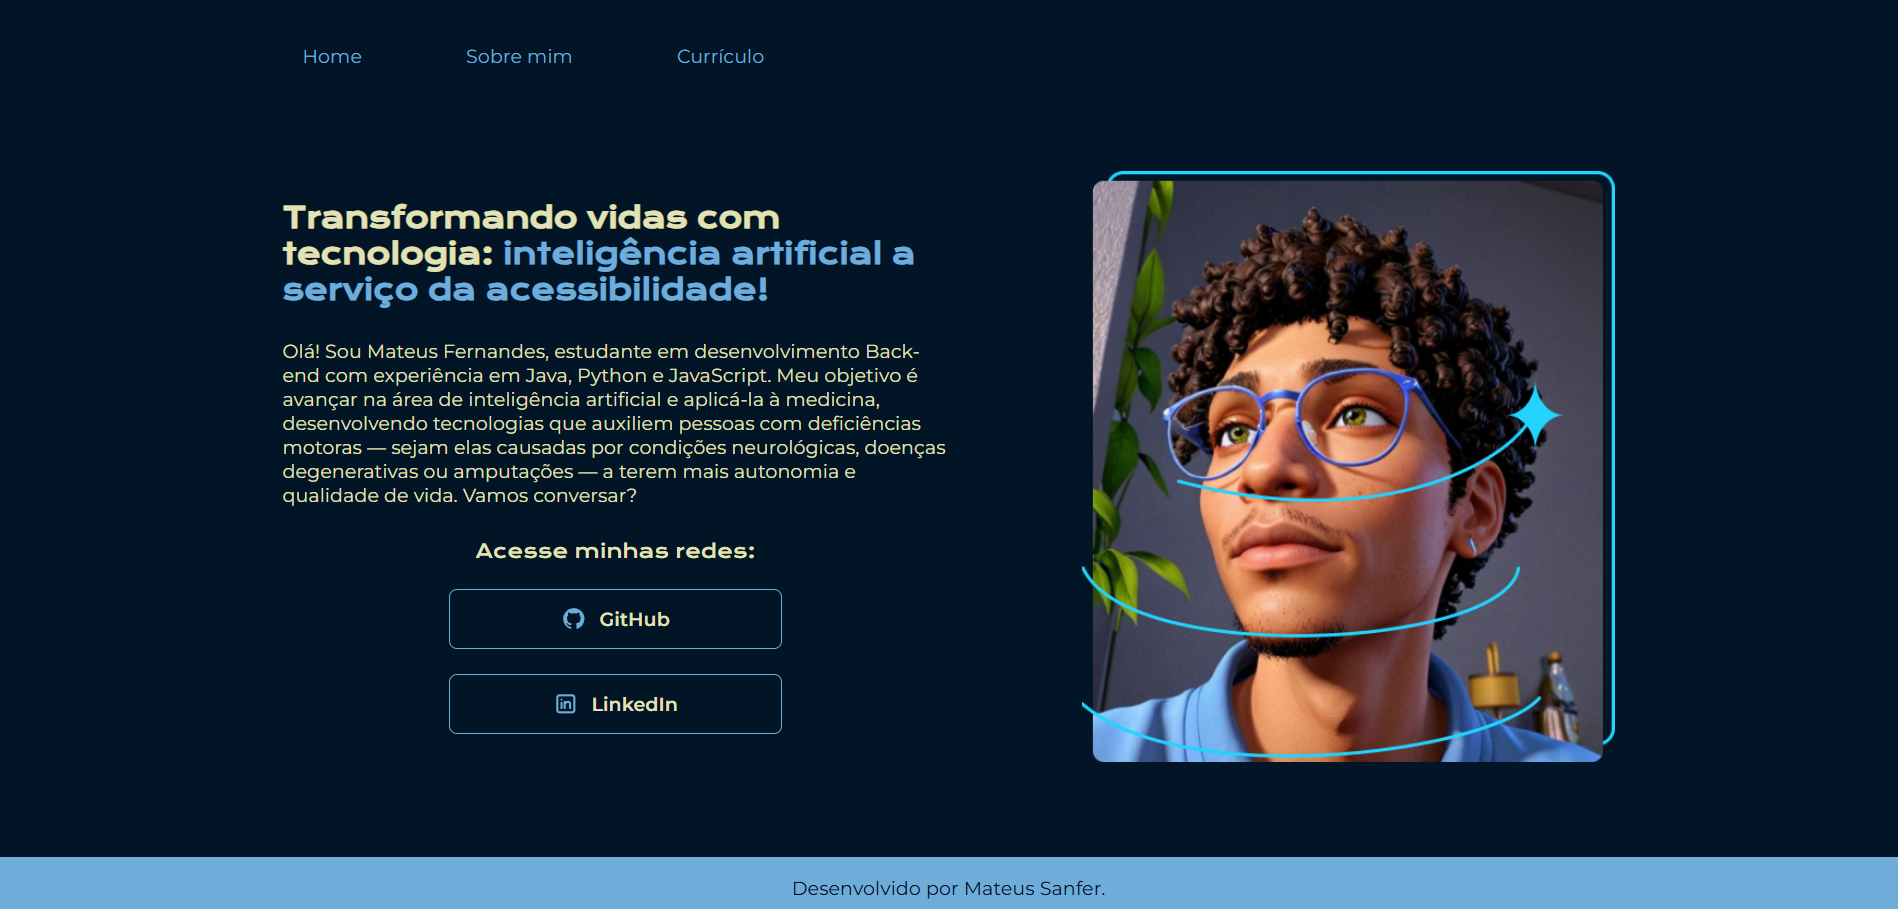 Home
Sobre mim
Currículo
Transformando vidas com
tecnologia: inteligência artificial a
serviço da acessibilidade!
Olá! Sou Mateus Fernandes, estudante em desenvolvimento Back-
end com experiência em Java, Python e JavaScript. Meu objetivo é
avançar na área de inteligência artificial e aplicá-la à medicina,
desenvolvendo tecnologias que auxiliem pessoas com deficiências
motoras — sejam elas causadas por condições neurológicas, doenças
degenerativas ou amputações — a terem mais autonomia e
qualidade de vida. Vamos conversar?
Acesse minhas redes:
GitHub
LinkedIn
Desenvolvido por Mateus Sanfer.